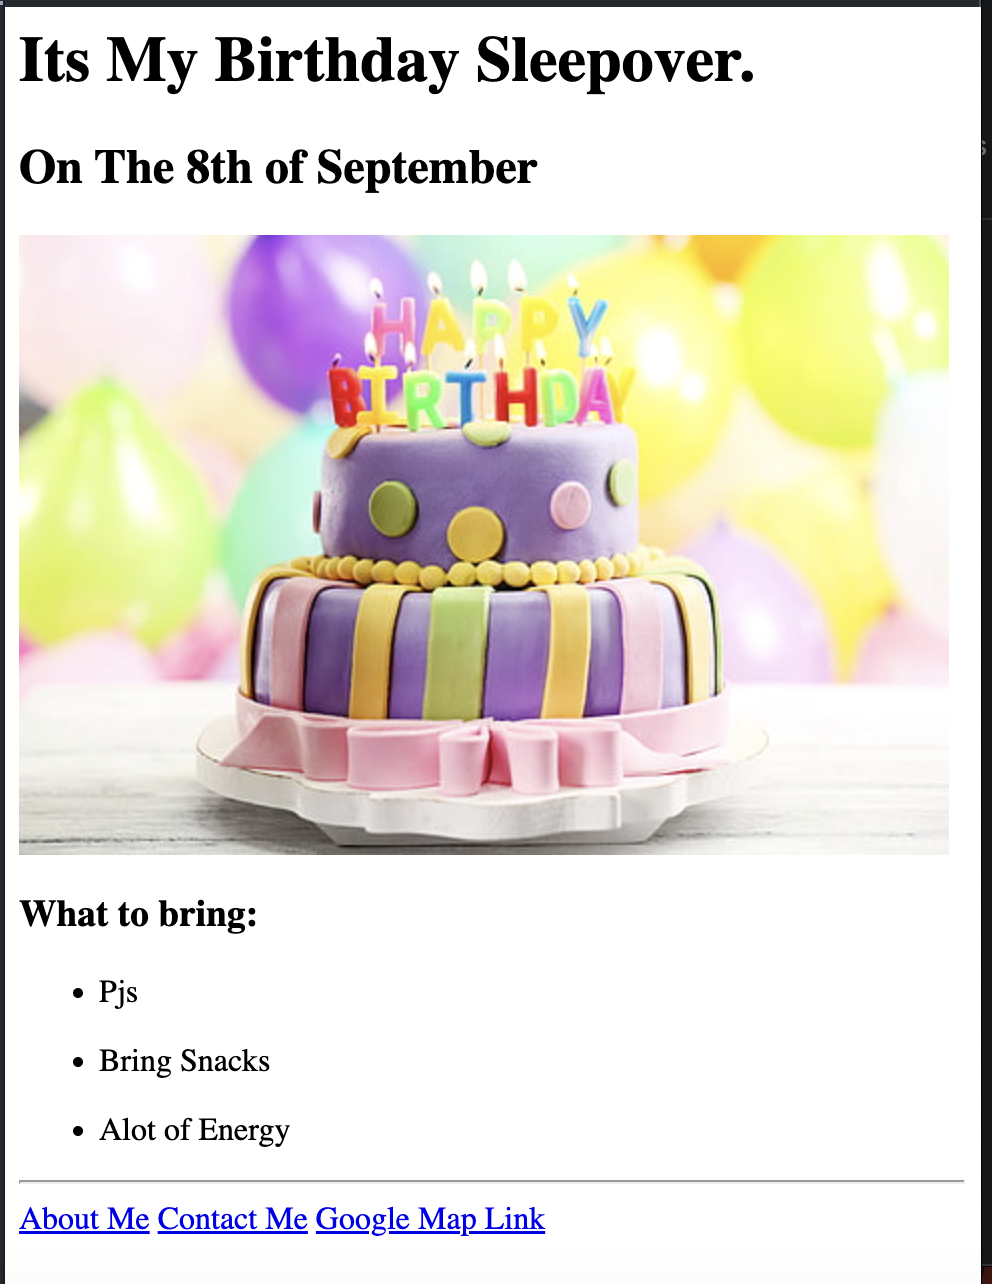 Its My Birthday Sleepover.
On The 8th of September
HAPPY
BIRTHDAY
What to bring:
Pjs
Bring Snacks
Alot of Energy
About Me Contact Me Google Map Link